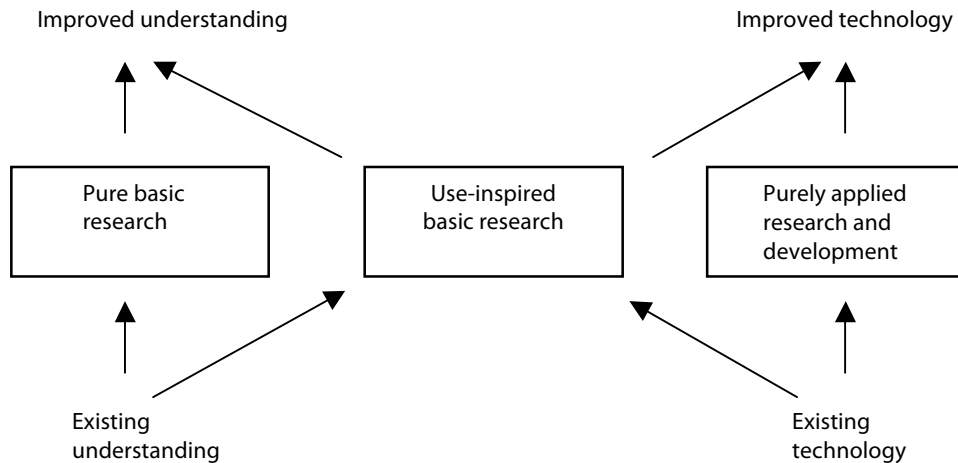 Improved understanding
Improved technology
Pure basic
research
Use-inspired
basic research
Purely applied
research and
development
Existing
understanding
Existing
technology